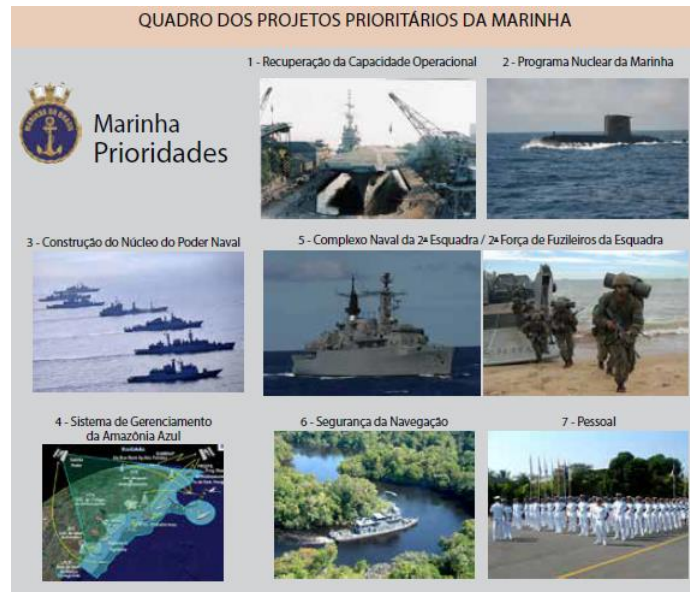 QUADRO DOS PROJETOS PRIORITÁRIOS DA MARINHA
Marinha
Prioridades
MARINHA DO BRASIL
1 - Recuperação da Capacidade Operacional
2 - Programa Nuclear da Marinha
3 - Construção do Núcleo do Poder Naval
5 - Complexo Naval da 2ª Esquadra / 2ª Força de Fuzileiros da Esquadra
4 - Sistema de Gerenciamento
da Amazônia Azul
6 - Segurança da Navegação
7 - Pessoal